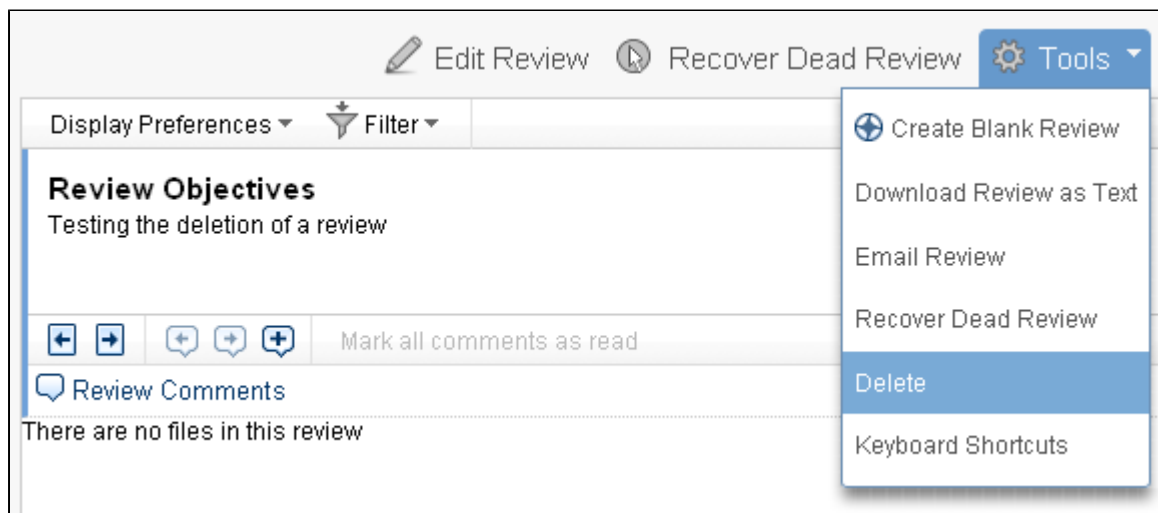 Edit Review Recover Dead Review Tools
Display Preferences Filter
Review Objectives
Testing the deletion of a review
Mark all comments as read
Review Comments
There are no files in this review
Create Blank Review
Download Review as Text
Email Review
Recover Dead Review
Delete
Keyboard Shortcuts